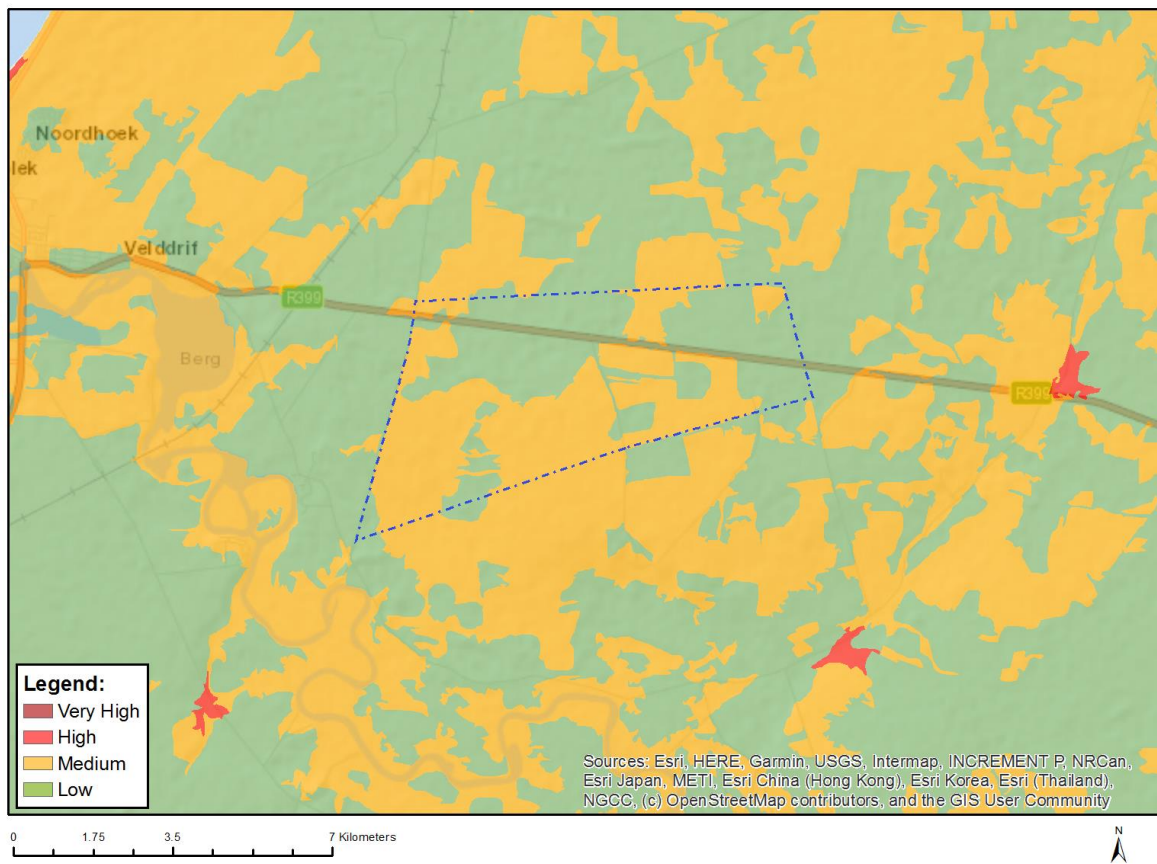 Noordhoek
lek
Velddrif
R399
Berg
R399
Legend:
Very High
High
Medium
Low
Sources: Esri, HERE, Garmin, USGS, Intermap, INCREMENT P, NRCan,
Esri Japan, METI, Esri China (Hong Kong), Esri Korea, Esri (Thailand),
NGCC, (c) OpenStreetMap contributors, and the GIS User Community
0 1.75 3.5 7 Kilometers
N